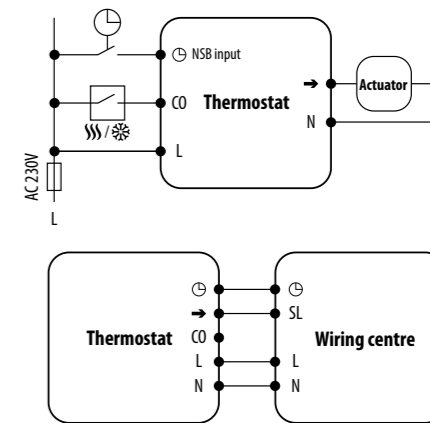 NSB input
CO
Thermostat
➔
Actuator
N
L
AC 230V
L
Thermostat
➔
CO
L
N
SL
L
N
Wiring centre